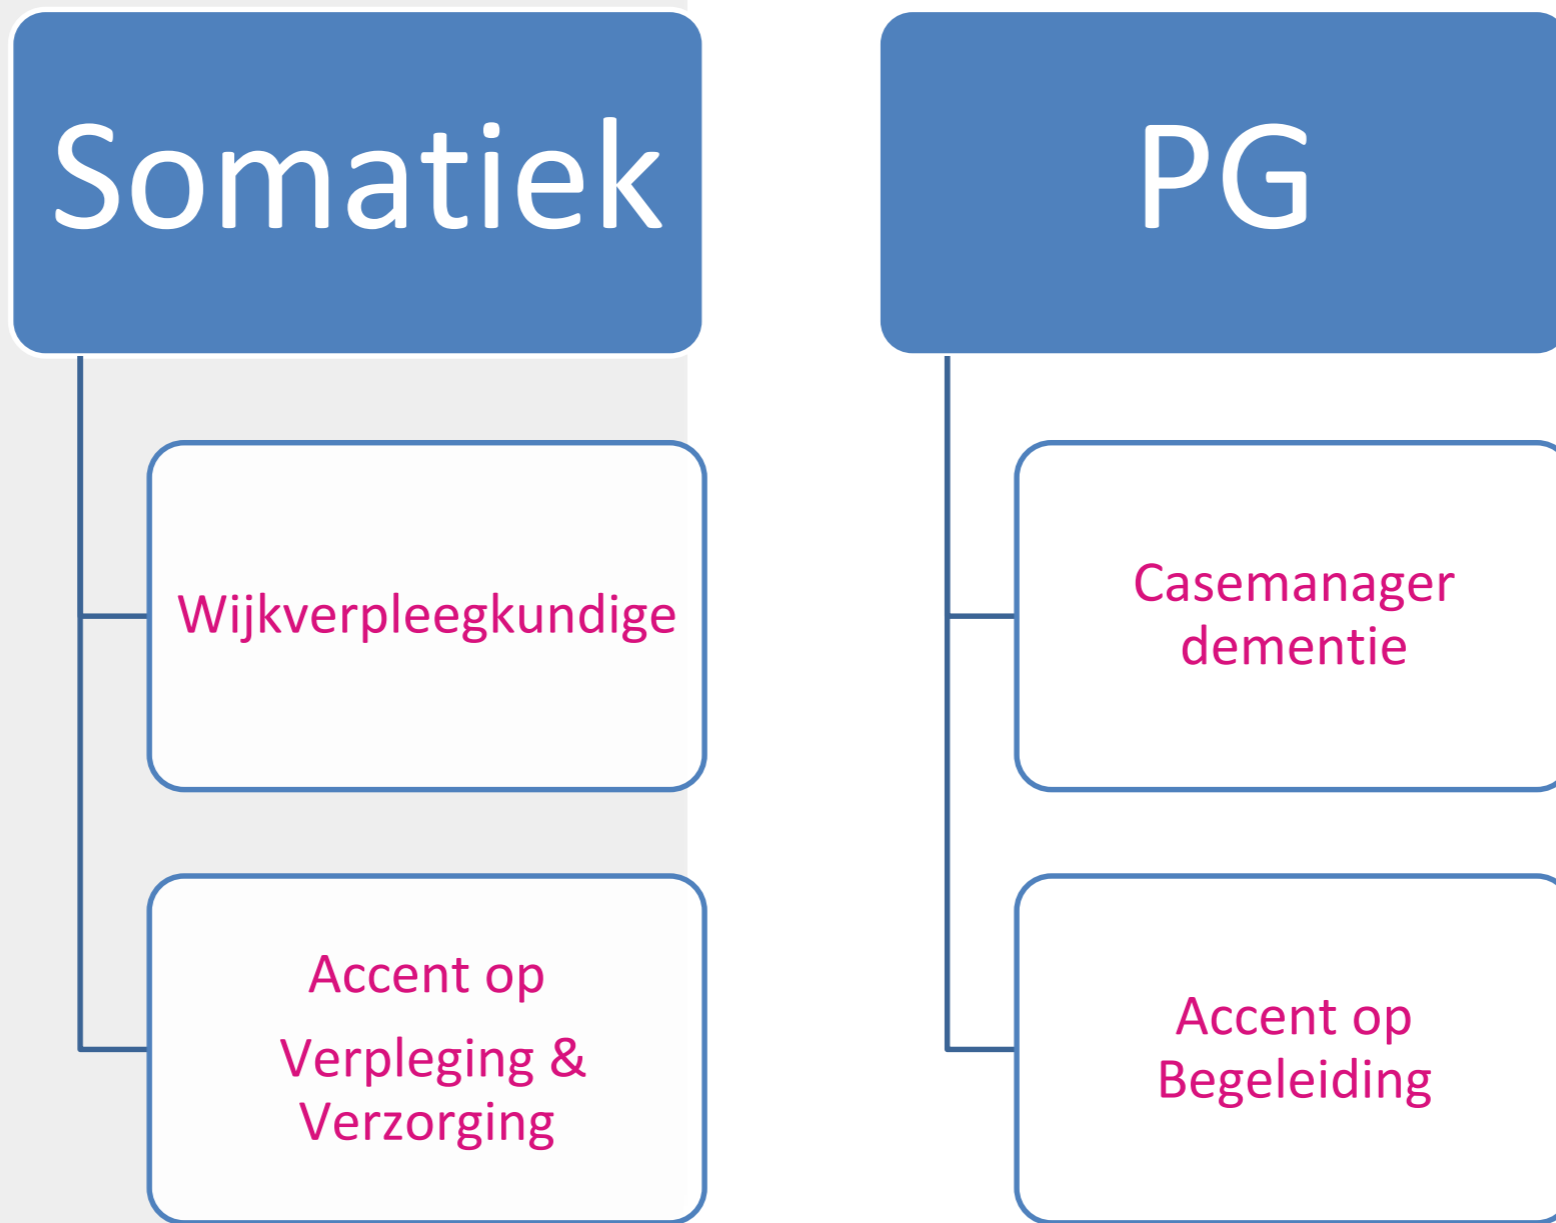 Somatiek
Wijkverpleegkundige
Accent op
Verpleging &
Verzorging
PG
Casemanager
dementie
Accent op
Begeleiding